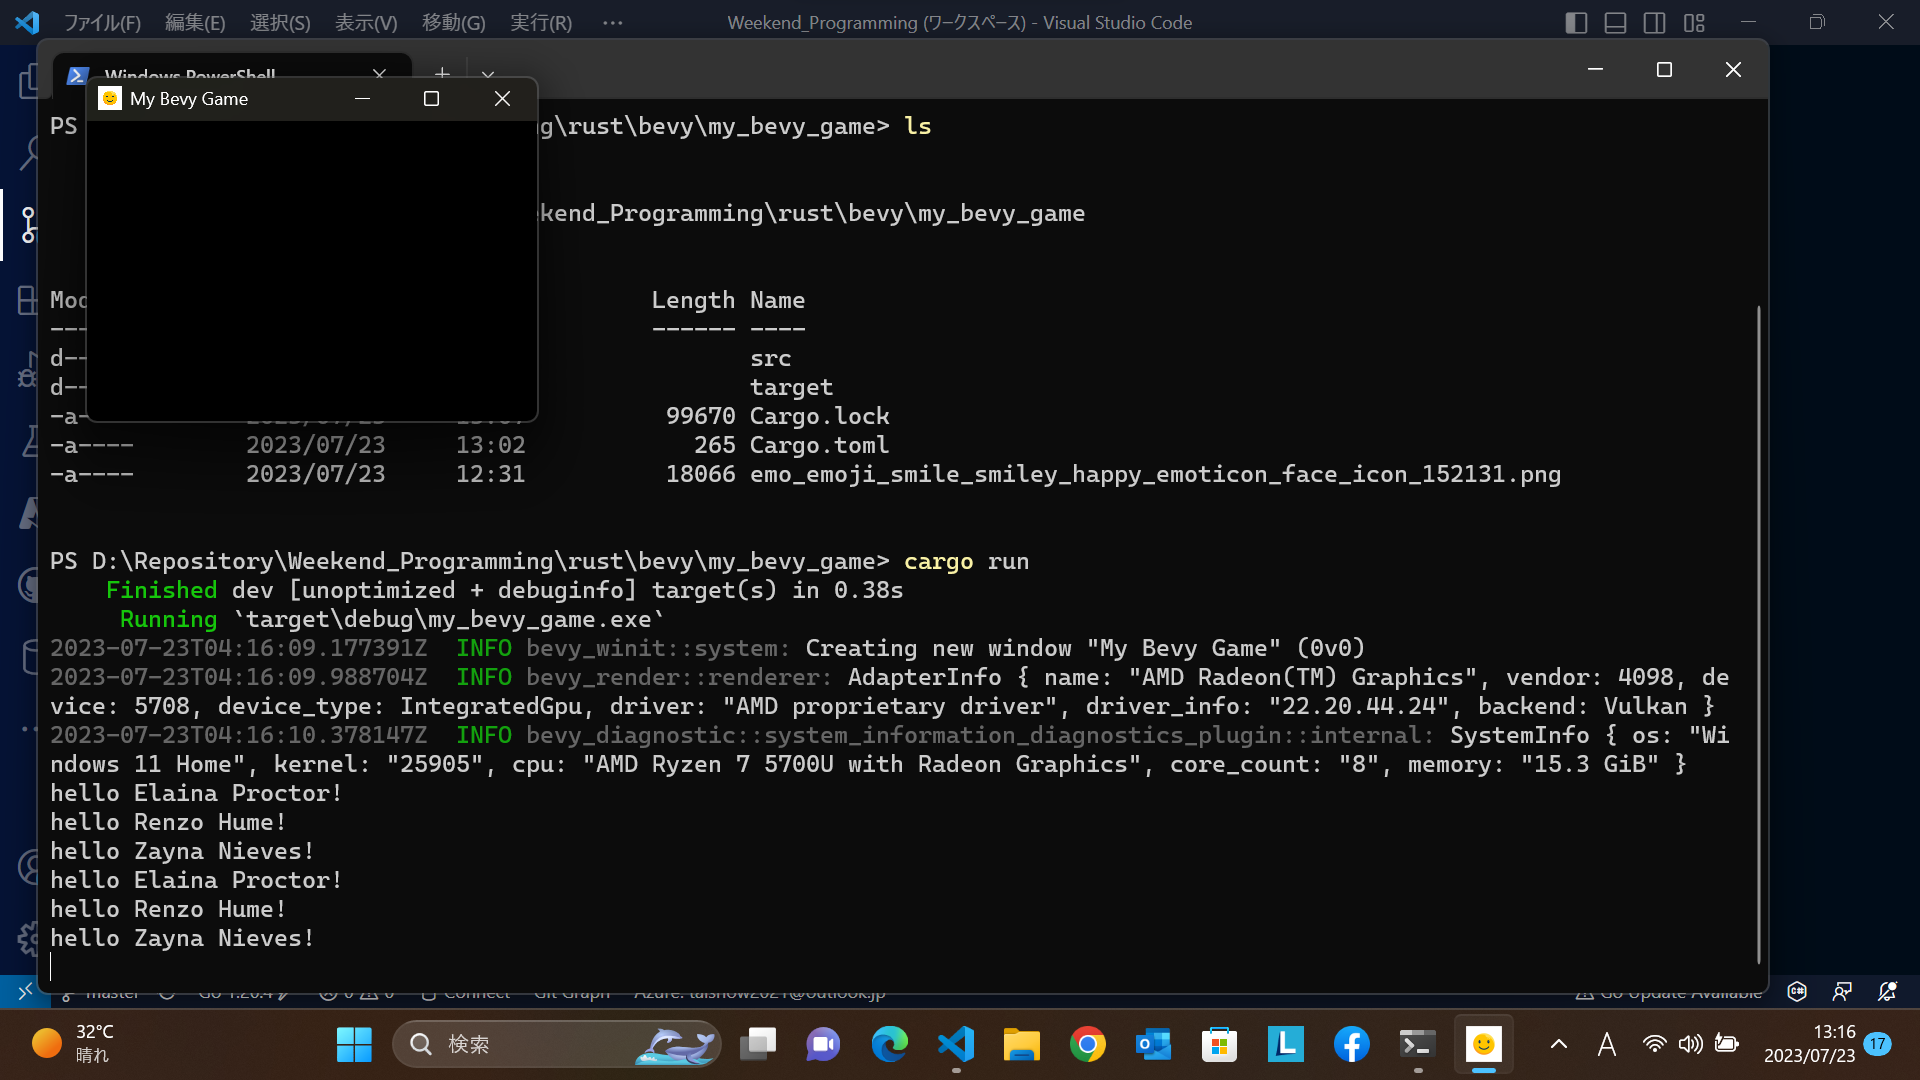 ファイル(F) 編集(E) 選択(S) 表示(V) 移動(G) 実行(R) ··· Weekend_Programming (ワークスペース) - Visual Studio Code
Windows PowerShell
My Bevy Game
PS g\rust\bevy\my_bevy_game> ls
kend_Programming\rust\bevy\my_bevy_game
Length Name
------ ----
d-- src
d-- target
-a- 99670 Cargo.lock
-a---- 2023/07/23 13:02 265 Cargo.toml
-a---- 2023/07/23 12:31 18066 emo_emoji_smile_smiley_happy_emoticon_face_icon_152131.png
PS D:\Repository\Weekend_Programming\rust\bevy\my_bevy_game> cargo run
Finished dev [unoptimized + debuginfo] target(s) in 0.38s
Running `target\debug\my_bevy_game.exe`
2023-07-23T04:16:09.177391Z INFO bevy_winit::system: Creating new window "My Bevy Game" (0v0)
2023-07-23T04:16:09.988704Z INFO bevy_render::renderer: AdapterInfo { name: "AMD Radeon(TM) Graphics", vendor: 4098, de
vice: 5708, device_type: IntegratedGpu, driver: "AMD proprietary driver", driver_info: "22.20.44.24", backend: Vulkan }
2023-07-23T04:16:10.378147Z INFO bevy_diagnostic::system_information_diagnostics_plugin::internal: SystemInfo { os: "Wi
ndows 11 Home", kernel: "25905", cpu: "AMD Ryzen 7 5700U with Radeon Graphics", core_count: "8", memory: "15.3 GiB" }
hello Elaina Proctor!
hello Renzo Hume!
hello Zayna Nieves!
hello Elaina Proctor!
hello Renzo Hume!
hello Zayna Nieves!
master Go 1.20.4 0 0 Connect Git Graph Azure: taishow2021@outlook.jp Go Update Available
32°C
晴れ
検索
A
13:16
2023/07/23
17